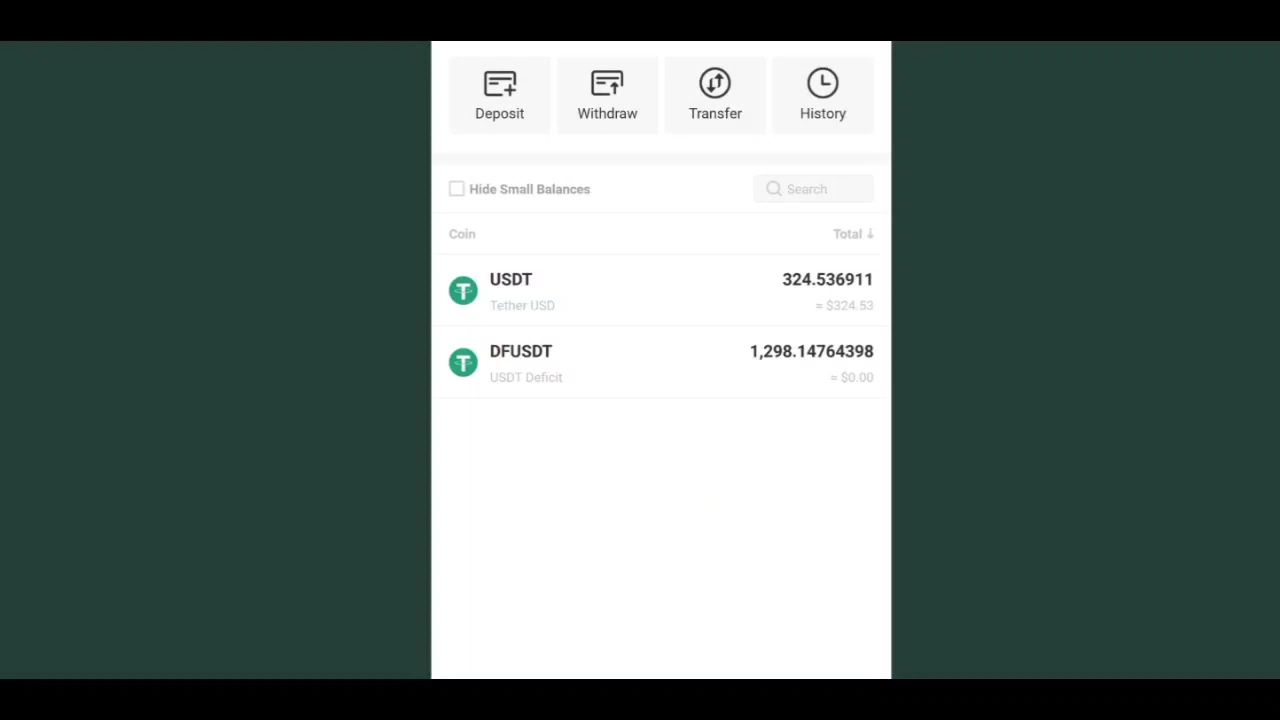 Deposit Withdraw Transfer History
Hide Small Balances Search
Coin Total ↓
USDT 324.536911
Tether USD ≈ $324.53
DFUSDT 1,298.14764398
USDT Deficit ≈ $0.00